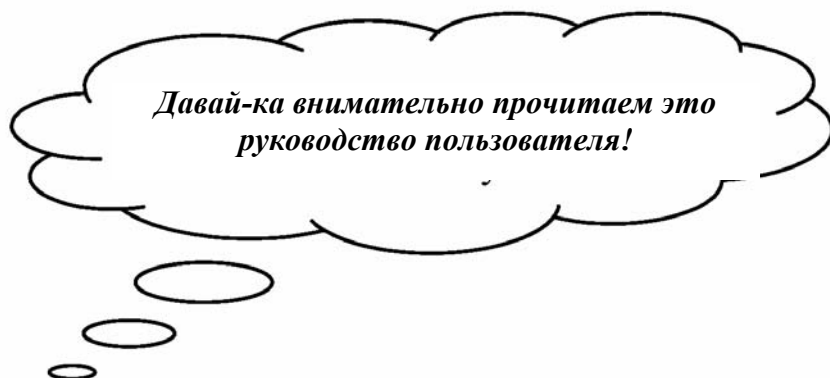 Давай-ка внимательно прочитаем это
руководство пользователя!